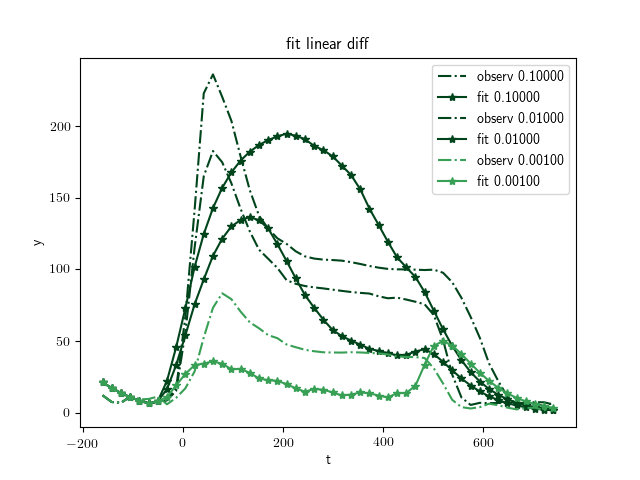 fit linear diff
observ 0.10000
fit 0.10000
observ 0.01000
fit 0.01000
observ 0.00100
fit 0.00100
200
150
100
50
0
y
−200
0
200
400
600
t